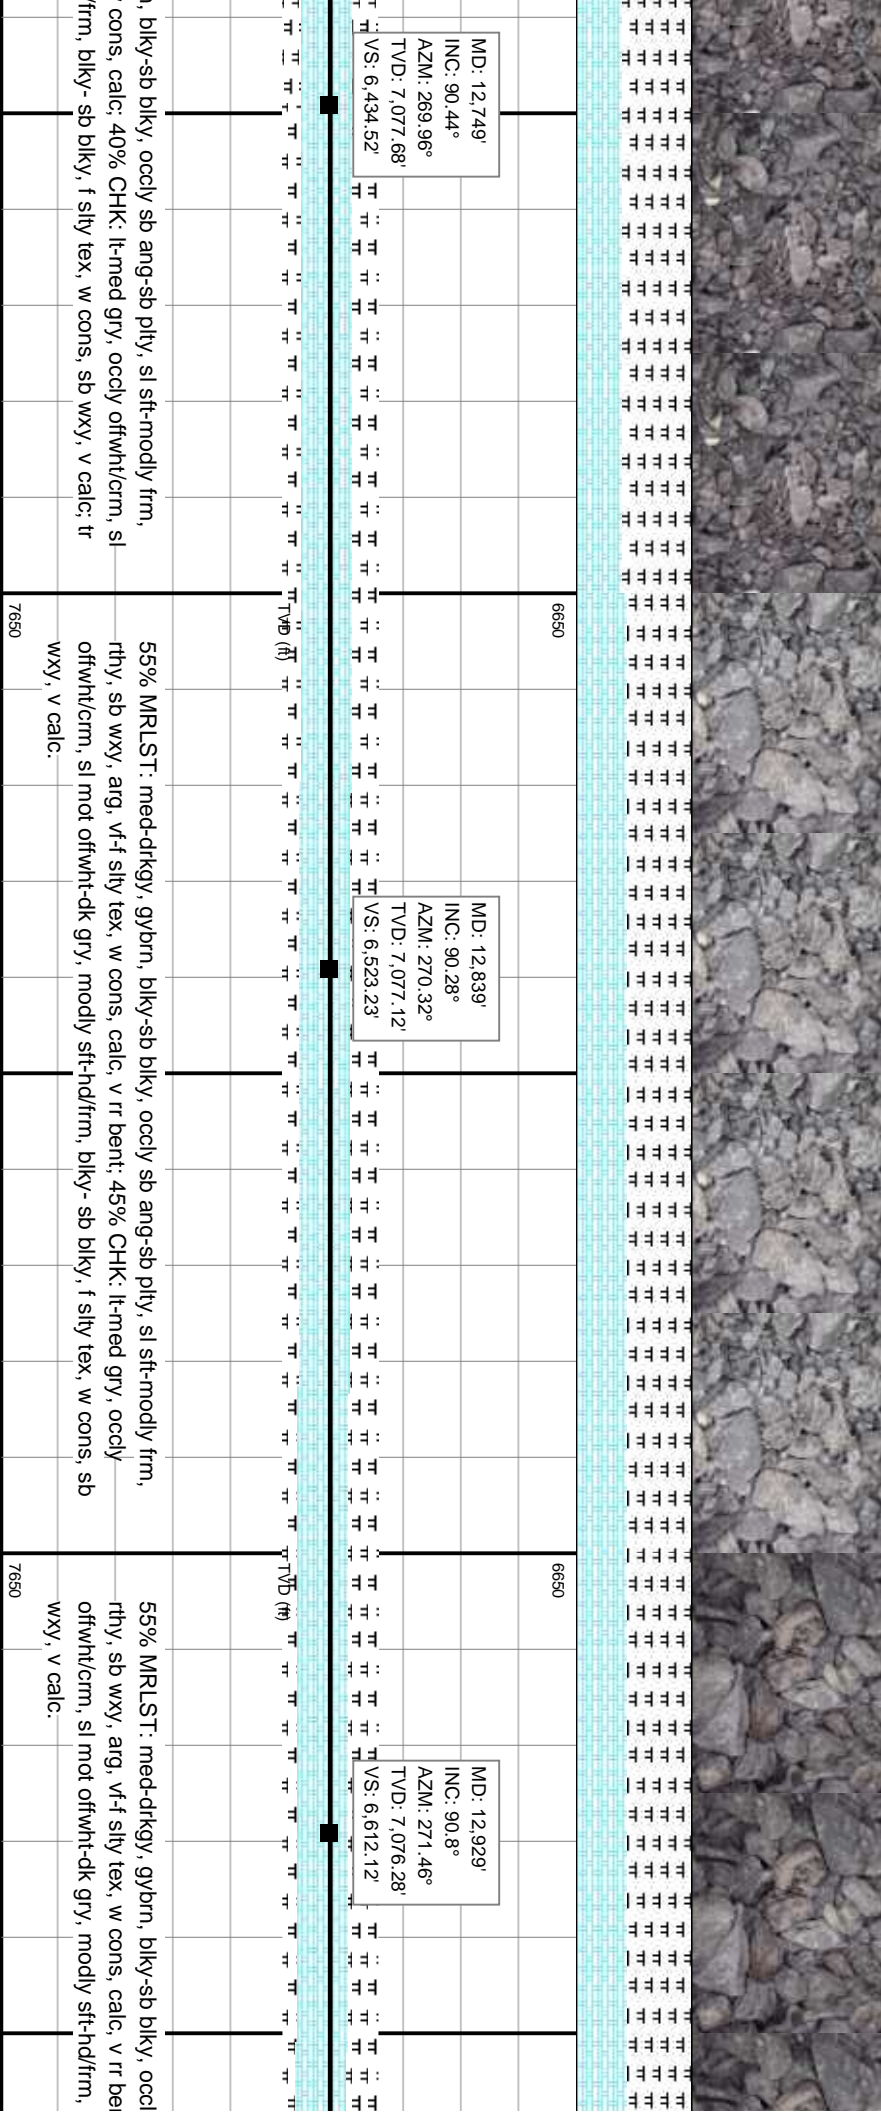 MD: 12,749'
INC: 90.44°
AZM: 269.96°
TVD: 7,077.68'
VS: 6,434.52'
, blky-sb blky, occly sb ang-sb plty, sl sft-modly frm,
cons, calc; 40% CHK: lt-med gry, occly offwht/crm, sl
/frm, blky- sb blky, f slty tex, w cons, sb wxy, v calc; tr
6650
TVD (ft)
7650
MD: 12,839'
INC: 90.28°
AZM: 270.32°
TVD: 7,077.12'
VS: 6,523.23'
55% MRLST: med-drkgy, gybrn, blky-sb blky, occly sb ang-sb plty, sl sft-modly frm,
rthy, sb wxy, arg, vf-f slty tex, w cons, calc, v rr bent; 45% CHK: lt-med gry, occly
offwht/crm, sl mot offwht-dk gry, modly sft-hd/frm, blky- sb blky, f slty tex, w cons, sb
wxy, v calc.
6650
TVD (ft)
7650
MD: 12,929'
INC: 90.8°
AZM: 271.46°
TVD: 7,076.28'
VS: 6,612.12'
55% MRLST: med-drkgy, gybrn, blky-sb blky, occl
rthy, sb wxy, arg, vf-f slty tex, w cons, calc, v rr be
offwht/crm, sl mot offwht-dk gry, modly sft-hd/frm,
wxy, v calc.